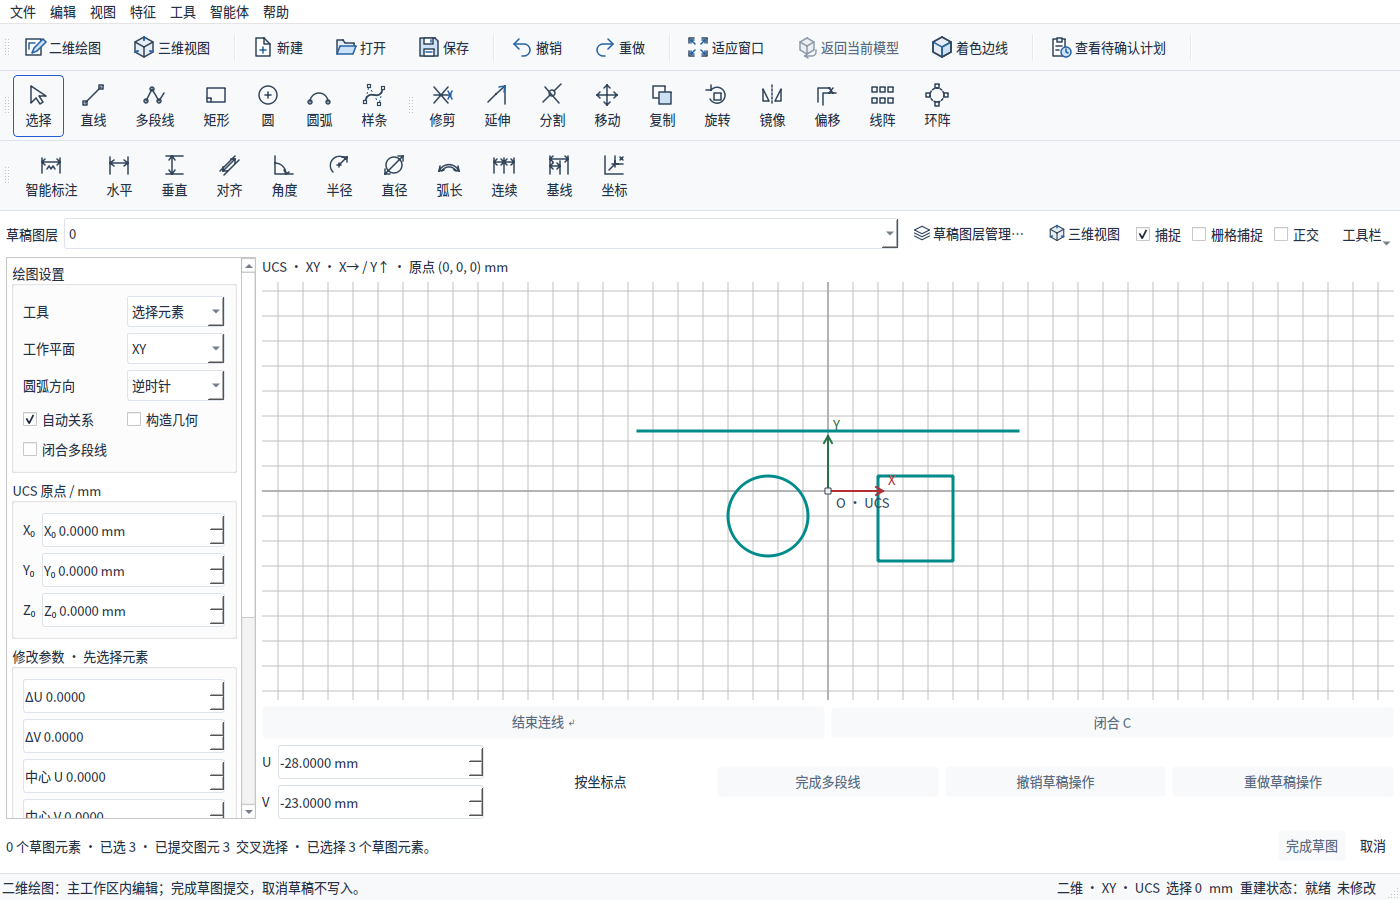 文件 编辑 视图 特征 工具 智能体 帮助
二维绘图 三维视图 新建 打开 保存 撤销 重做 适应窗口 返回当前模型 着色边线 查看待确认计划
选择 直线 多段线 矩形 圆 圆弧 样条 修剪 延伸 分割 移动 复制 旋转 镜像 偏移 线阵 环阵
智能标注 水平 垂直 对齐 角度 半径 直径 弧长 连续 基线 坐标
草稿图层 0 草稿图层管理… 三维视图 捕捉 栅格捕捉 正交 工具栏
绘图设置
工具 选择元素
工作平面 XY
圆弧方向 逆时针
自动关系 构造几何
闭合多段线
UCS 原点 / mm
X₀ X₀ 0.0000 mm
Y₀ Y₀ 0.0000 mm
Z₀ Z₀ 0.0000 mm
修改参数 · 先选择元素
ΔU 0.0000
ΔV 0.0000
中心 U 0.0000
中心 V 0.0000
UCS · XY · X→ / Y↑ · 原点 (0, 0, 0) mm
Y
X
O · UCS
结束连线 ↲ 闭合 C
U -28.0000 mm
V -23.0000 mm
按坐标点 完成多段线 撤销草稿操作 重做草稿操作
0 个草图元素 · 已选 3 · 已提交图元 3 交叉选择 · 已选择 3 个草图元素。 完成草图 取消
二维绘图：主工作区内编辑；完成草图提交，取消草稿不写入。 二维 · XY · UCS 选择 0 mm 重建状态：就绪 未修改